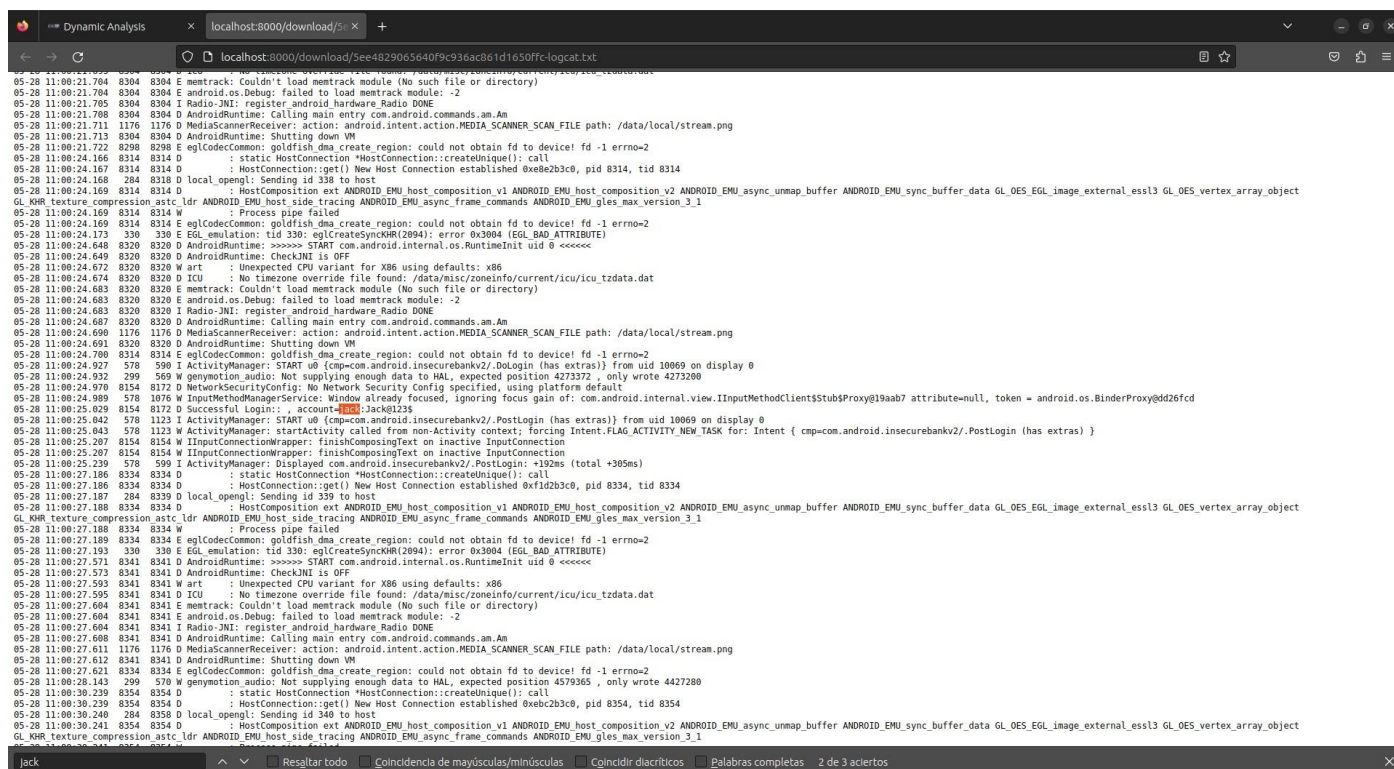 Dynamic Analysis
localhost:8000/download/5e
localhost:8000/download/5ee4829065640f9c936ac861d1650ffc-logcat.txt
05-28 11:00:21.704 8304 8304 E memtrack: Couldn't load memtrack module (No such file or directory)
05-28 11:00:21.704 8304 8304 E android.os.Debug: failed to load memtrack module: -2
05-28 11:00:21.705 8304 8304 I Radio-JNI: register_android_hardware_Radio DONE
05-28 11:00:21.708 8304 8304 D AndroidRuntime: Calling main entry com.android.commands.am.Am
05-28 11:00:21.711 1176 1176 D MediaScannerReceiver: action: android.intent.action.MEDIA_SCANNER_SCAN_FILE path: /data/local/stream.png
05-28 11:00:21.713 8304 8304 D AndroidRuntime: Shutting down VM
05-28 11:00:21.722 8298 8298 E eglCodecCommon: goldfish_dma_create_region: could not obtain fd to device! fd -1 errno=2
05-28 11:00:24.166 8314 8314 D : static HostConnection *HostConnection::createUnique(): call
05-28 11:00:24.167 8314 8314 D : HostConnection::get() New Host Connection established 0xe8e2b3c0, pid 8314, tid 8314
05-28 11:00:24.168 284 8318 D local_opengl: Sending id 338 to host
05-28 11:00:24.169 8314 8314 D : HostComposition ext ANDROID_EMU_host_composition_v1 ANDROID_EMU_host_composition_v2 ANDROID_EMU_async_unmap_buffer ANDROID_EMU_sync_buffer_data GL_OES_EGL_image_external_essl3 GL_OES_vertex_array_object
GL_KHR_texture_compression_astc_ldr ANDROID_EMU_host_side_tracing ANDROID_EMU_async_frame_commands ANDROID_EMU_gles_max_version_3_1
05-28 11:00:24.169 8314 8314 W : Process pipe failed
05-28 11:00:24.169 8314 8314 E eglCodecCommon: goldfish_dma_create_region: could not obtain fd to device! fd -1 errno=2
05-28 11:00:24.173 330 330 E EGL_emulation: tid 330: eglCreateSyncKHR(2094): error 0x3004 (EGL_BAD_ATTRIBUTE)
05-28 11:00:24.648 8320 8320 D AndroidRuntime: >>>>>> START com.android.internal.os.RuntimeInit uid 0 <<<<<<
05-28 11:00:24.649 8320 8320 D AndroidRuntime: CheckJNI is OFF
05-28 11:00:24.672 8320 8320 W art : Unexpected CPU variant for X86 using defaults: x86
05-28 11:00:24.674 8320 8320 D ICU : No timezone override file found: /data/misc/zoneinfo/current/icu/icu_tzdata.dat
05-28 11:00:24.683 8320 8320 E memtrack: Couldn't load memtrack module (No such file or directory)
05-28 11:00:24.683 8320 8320 E android.os.Debug: failed to load memtrack module: -2
05-28 11:00:24.683 8320 8320 I Radio-JNI: register_android_hardware_Radio DONE
05-28 11:00:24.687 8320 8320 D AndroidRuntime: Calling main entry com.android.commands.am.Am
05-28 11:00:24.690 1176 1176 D MediaScannerReceiver: action: android.intent.action.MEDIA_SCANNER_SCAN_FILE path: /data/local/stream.png
05-28 11:00:24.691 8320 8320 D AndroidRuntime: Shutting down VM
05-28 11:00:24.700 8314 8314 E eglCodecCommon: goldfish_dma_create_region: could not obtain fd to device! fd -1 errno=2
05-28 11:00:24.927 578 590 I ActivityManager: START u0 {cmp=com.android.insecurebankv2/.DoLogin (has extras)} from uid 10069 on display 0
05-28 11:00:24.932 299 569 W genymotion_audio: Not supplying enough data to HAL, expected position 4273372 , only wrote 4273200
05-28 11:00:24.970 8154 8172 D NetworkSecurityConfig: No Network Security Config specified, using platform default
05-28 11:00:24.989 578 1076 W InputMethodManagerService: Window already focused, ignoring focus gain of: com.android.internal.view.IInputMethodClient$Stub$Proxy@19aab7 attribute=null, token = android.os.BinderProxy@dd26fcd
05-28 11:00:25.029 8154 8172 D Successful Login:: , account=jack:Jack@123$
05-28 11:00:25.042 578 1123 I ActivityManager: START u0 {cmp=com.android.insecurebankv2/.PostLogin (has extras)} from uid 10069 on display 0
05-28 11:00:25.043 578 1123 W ActivityManager: startActivity called from non-Activity context; forcing Intent.FLAG_ACTIVITY_NEW_TASK for: Intent { cmp=com.android.insecurebankv2/.PostLogin (has extras) }
05-28 11:00:25.207 8154 8154 W IInputConnectionWrapper: finishComposingText on inactive InputConnection
05-28 11:00:25.207 8154 8154 W IInputConnectionWrapper: finishComposingText on inactive InputConnection
05-28 11:00:25.239 578 599 I ActivityManager: Displayed com.android.insecurebankv2/.PostLogin: +192ms (total +305ms)
05-28 11:00:27.186 8334 8334 D : static HostConnection *HostConnection::createUnique(): call
05-28 11:00:27.186 8334 8334 D : HostConnection::get() New Host Connection established 0xf1d2b3c0, pid 8334, tid 8334
05-28 11:00:27.187 284 8339 D local_opengl: Sending id 339 to host
05-28 11:00:27.188 8334 8334 D : HostComposition ext ANDROID_EMU_host_composition_v1 ANDROID_EMU_host_composition_v2 ANDROID_EMU_async_unmap_buffer ANDROID_EMU_sync_buffer_data GL_OES_EGL_image_external_essl3 GL_OES_vertex_array_object
GL_KHR_texture_compression_astc_ldr ANDROID_EMU_host_side_tracing ANDROID_EMU_async_frame_commands ANDROID_EMU_gles_max_version_3_1
05-28 11:00:27.188 8334 8334 W : Process pipe failed
05-28 11:00:27.189 8334 8334 E eglCodecCommon: goldfish_dma_create_region: could not obtain fd to device! fd -1 errno=2
05-28 11:00:27.193 330 330 E EGL_emulation: tid 330: eglCreateSyncKHR(2094): error 0x3004 (EGL_BAD_ATTRIBUTE)
05-28 11:00:27.571 8341 8341 D AndroidRuntime: >>>>>> START com.android.internal.os.RuntimeInit uid 0 <<<<<<
05-28 11:00:27.573 8341 8341 D AndroidRuntime: CheckJNI is OFF
05-28 11:00:27.593 8341 8341 W art : Unexpected CPU variant for X86 using defaults: x86
05-28 11:00:27.595 8341 8341 D ICU : No timezone override file found: /data/misc/zoneinfo/current/icu/icu_tzdata.dat
05-28 11:00:27.604 8341 8341 E memtrack: Couldn't load memtrack module (No such file or directory)
05-28 11:00:27.604 8341 8341 E android.os.Debug: failed to load memtrack module: -2
05-28 11:00:27.604 8341 8341 I Radio-JNI: register_android_hardware_Radio DONE
05-28 11:00:27.608 8341 8341 D AndroidRuntime: Calling main entry com.android.commands.am.Am
05-28 11:00:27.611 1176 1176 D MediaScannerReceiver: action: android.intent.action.MEDIA_SCANNER_SCAN_FILE path: /data/local/stream.png
05-28 11:00:27.612 8341 8341 D AndroidRuntime: Shutting down VM
05-28 11:00:27.621 8334 8334 E eglCodecCommon: goldfish_dma_create_region: could not obtain fd to device! fd -1 errno=2
05-28 11:00:28.143 299 570 W genymotion_audio: Not supplying enough data to HAL, expected position 4579365 , only wrote 4427280
05-28 11:00:30.239 8354 8354 D : static HostConnection *HostConnection::createUnique(): call
05-28 11:00:30.239 8354 8354 D : HostConnection::get() New Host Connection established 0xebc2b3c0, pid 8354, tid 8354
05-28 11:00:30.240 284 8358 D local_opengl: Sending id 340 to host
05-28 11:00:30.241 8354 8354 D : HostComposition ext ANDROID_EMU_host_composition_v1 ANDROID_EMU_host_composition_v2 ANDROID_EMU_async_unmap_buffer ANDROID_EMU_sync_buffer_data GL_OES_EGL_image_external_essl3 GL_OES_vertex_array_object
GL_KHR_texture_compression_astc_ldr ANDROID_EMU_host_side_tracing ANDROID_EMU_async_frame_commands ANDROID_EMU_gles_max_version_3_1
Jack Resaltar todo Coincidencia de mayúsculas/minúsculas Coincidir diacríticos Palabras completas 2 de 3 aciertos